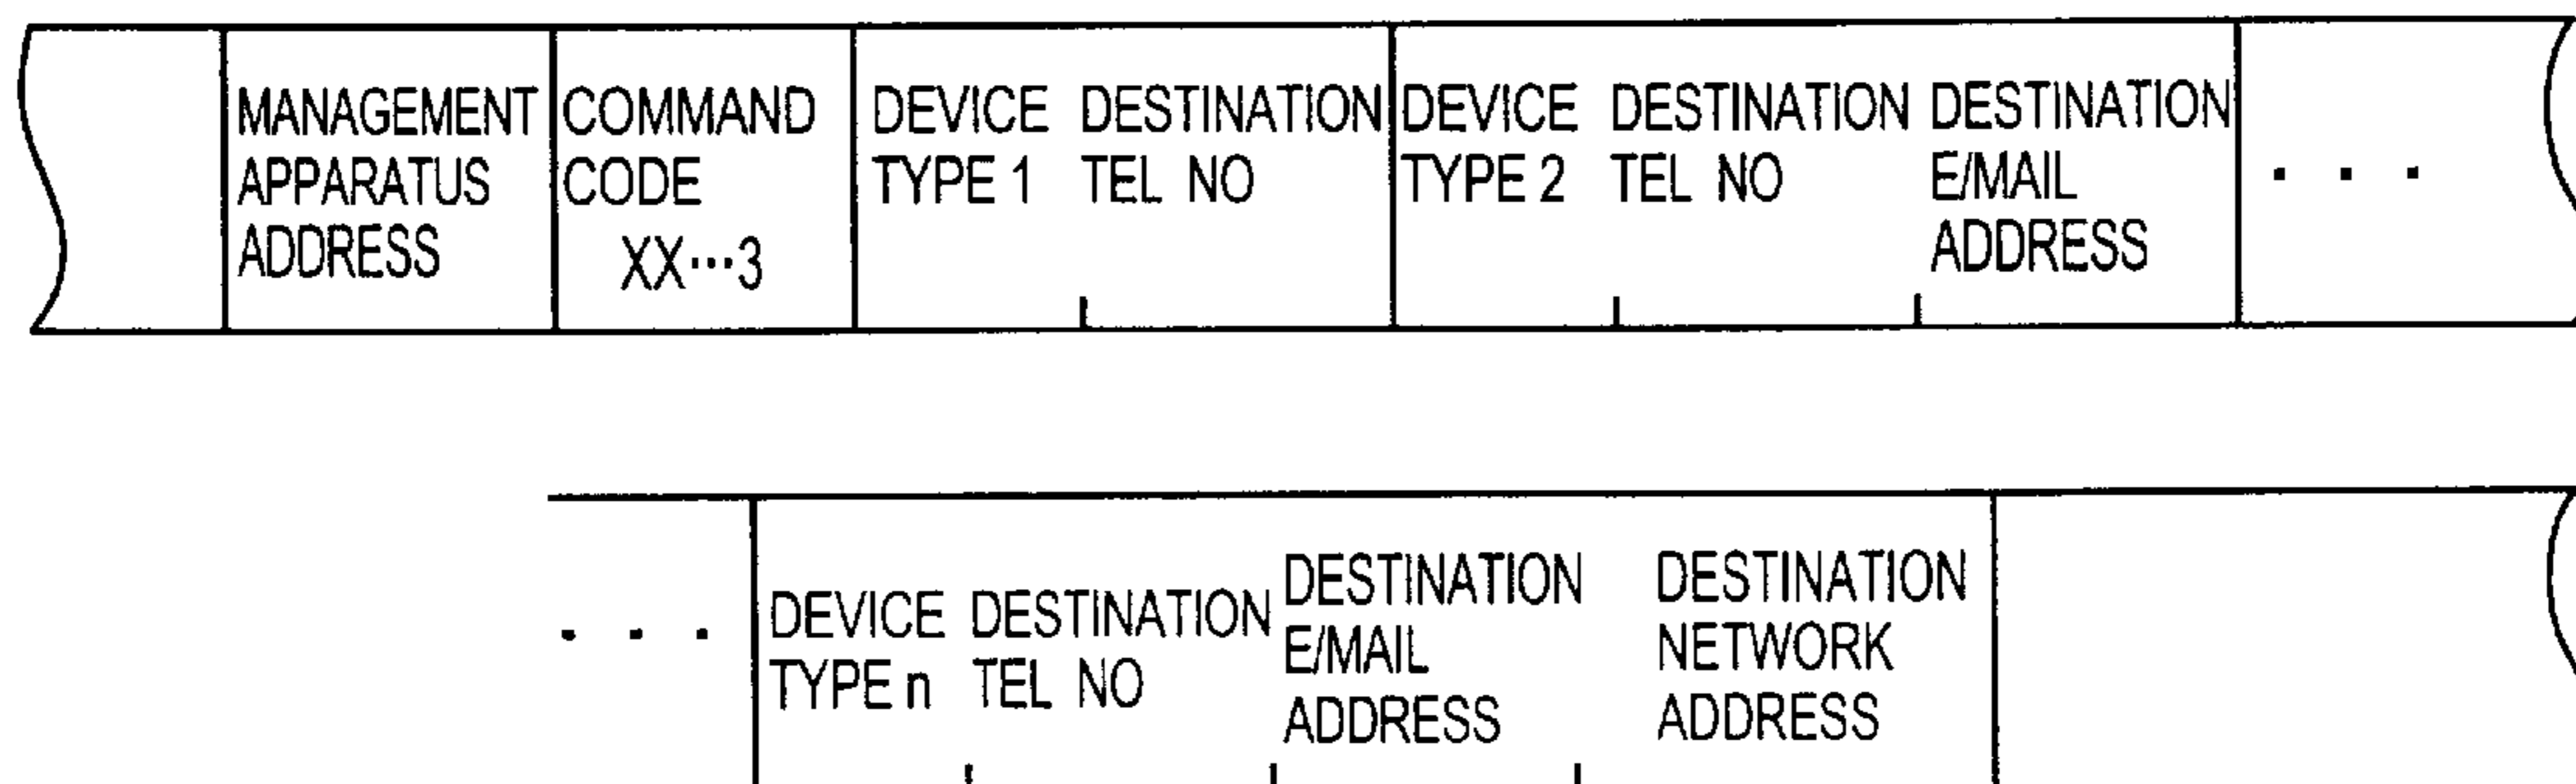 MANAGEMENT
APPARATUS
ADDRESS
COMMAND
CODE
XX···3
DEVICE
TYPE 1
DESTINATION
TEL NO
DEVICE
TYPE 2
DESTINATION
TEL NO
DESTINATION
E/MAIL
ADDRESS
. . .
. . .
DEVICE
TYPE n
DESTINATION
TEL NO
DESTINATION
E/MAIL
ADDRESS
DESTINATION
NETWORK
ADDRESS